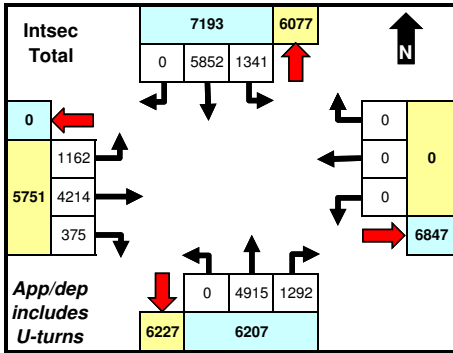 Intsec
Total
7193 6077
0 5852 1341
N
0
1162
5751 4214
375
0
0 0
0
6847
App/dep
includes
U-turns
0 4915 1292
6227 6207